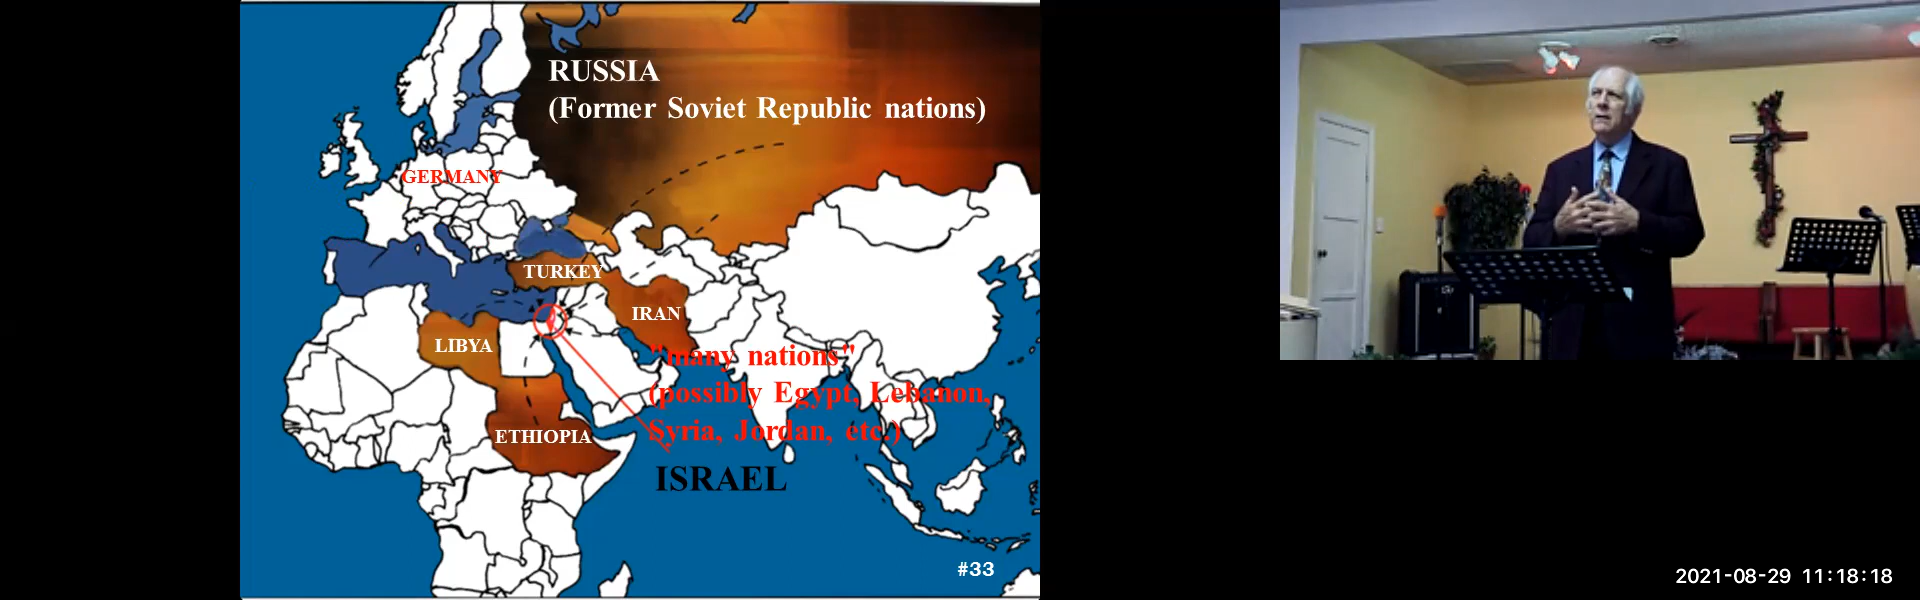 RUSSIA
(Former Soviet Republic nations)
GERMANY
TURKEY
IRAN
LIBYA
"many nations"
(possibly Egypt, Lebanon,
Syria, Jordan, etc.)
ETHIOPIA
ISRAEL
#33
2021-08-29 11:18:18